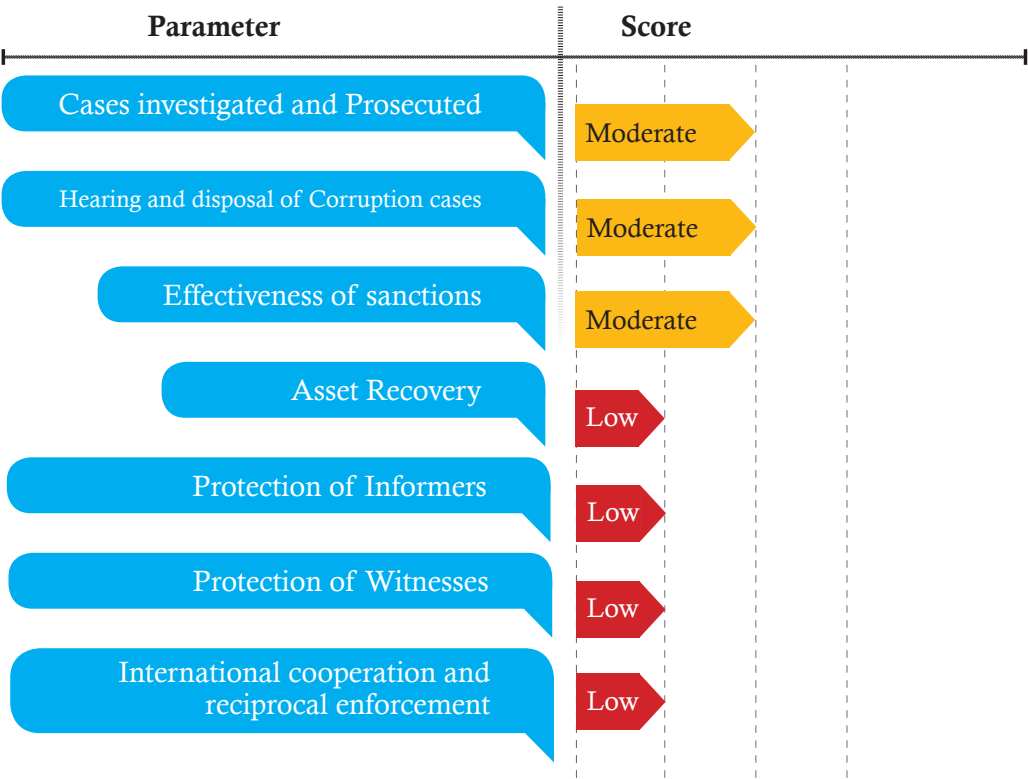 Parameter Score
Cases investigated and Prosecuted
Moderate
Hearing and disposal of Corruption cases
Moderate
Effectiveness of sanctions
Moderate
Asset Recovery
Low
Protection of Informers
Low
Protection of Witnesses
Low
International cooperation and
reciprocal enforcement
Low